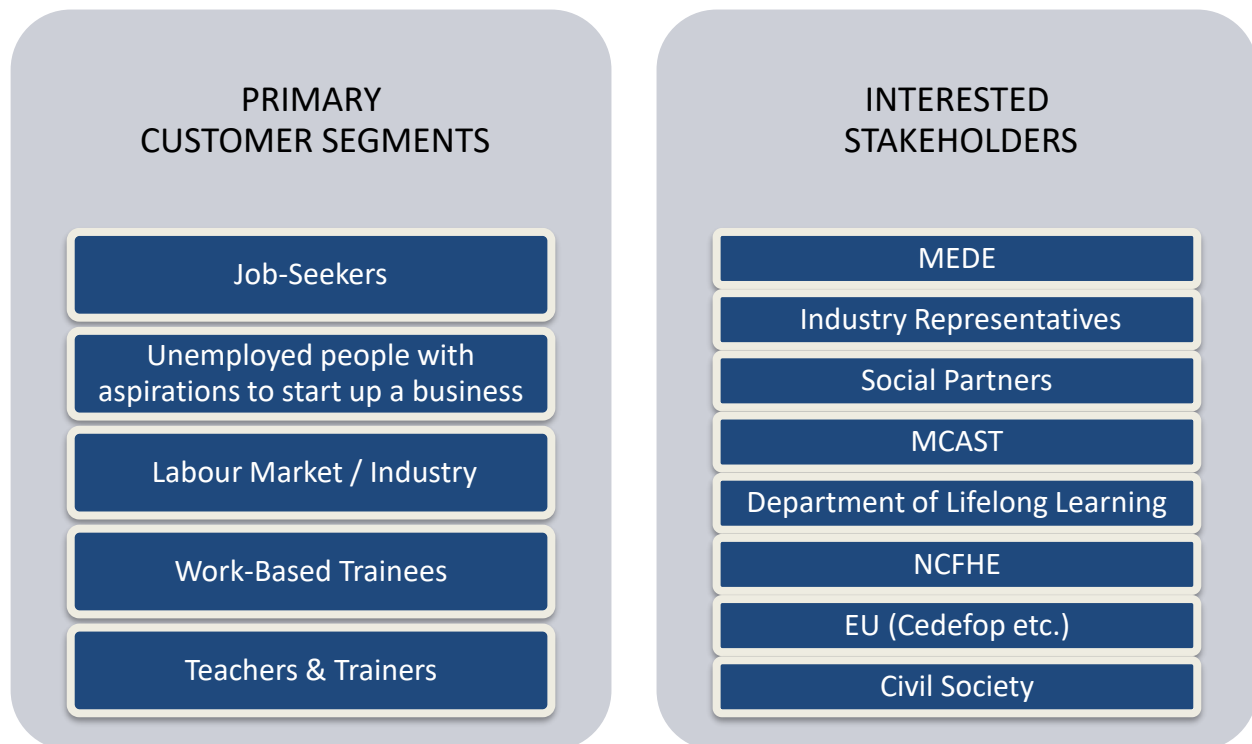 PRIMARY
CUSTOMER SEGMENTS
Job-Seekers
Unemployed people with
aspirations to start up a business
Labour Market / Industry
Work-Based Trainees
Teachers & Trainers
INTERESTED
STAKEHOLDERS
MEDE
Industry Representatives
Social Partners
MCAST
Department of Lifelong Learning
NCFHE
EU (Cedefop etc.)
Civil Society